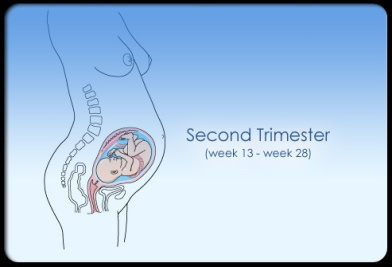 Second Trimester
(week 13 - week 28)